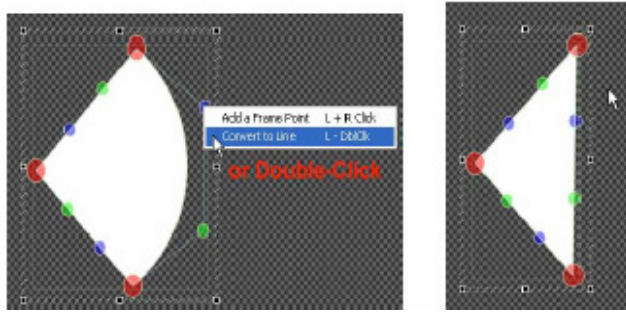 Add a Frame Point L + R Click
Convert to Line L - DblClk
or Double-Click